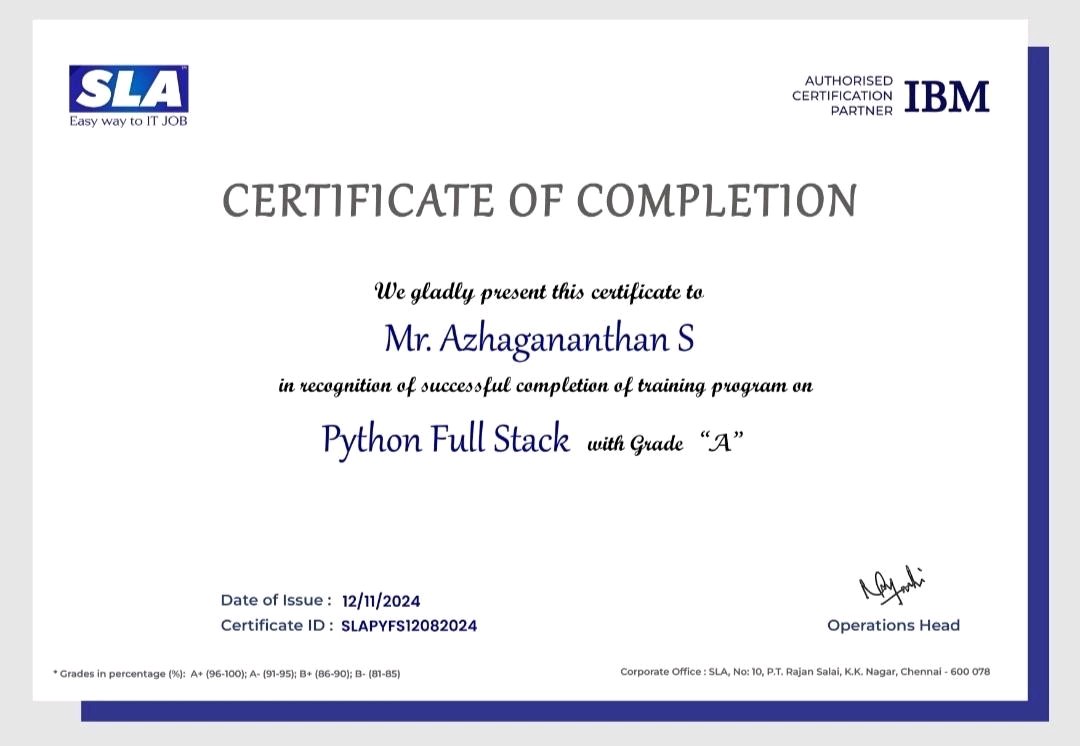 SLA
Easy way to IT JOB
AUTHORISED
CERTIFICATION
PARTNER
IBM
CERTIFICATE OF COMPLETION
We gladly present this certificate to
Mr. Azhagananthan S
in recognition of successful completion of training program on
Python Full Stack with Grade “A”
Date of Issue : 12/11/2024
Certificate ID : SLAPYFS12082024
Operations Head
* Grades in percentage (%): A+ (96-100); A- (91-95); B+ (86-90); B- (81-85)
Corporate Office : SLA, No: 10, P.T. Rajan Salai, K.K. Nagar, Chennai - 600 078